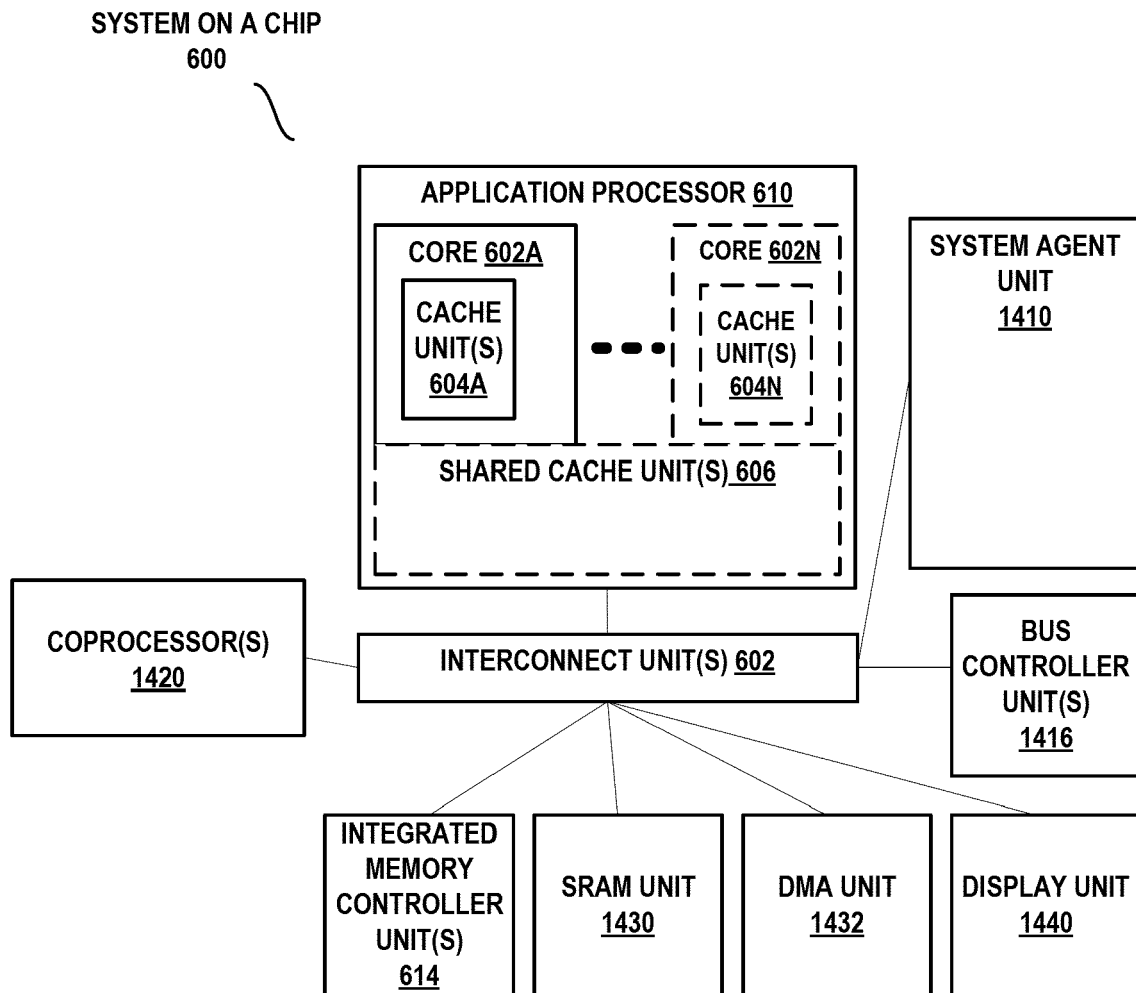 SYSTEM ON A CHIP
600
APPLICATION PROCESSOR 610
CORE 602A
CACHE
UNIT(S)
604A
CORE 602N
CACHE
UNIT(S)
604N
SHARED CACHE UNIT(S) 606
SYSTEM AGENT
UNIT
1410
COPROCESSOR(S)
1420
INTERCONNECT UNIT(S) 602
BUS
CONTROLLER
UNIT(S)
1416
INTEGRATED
MEMORY
CONTROLLER
UNIT(S)
614
SRAM UNIT
1430
DMA UNIT
1432
DISPLAY UNIT
1440